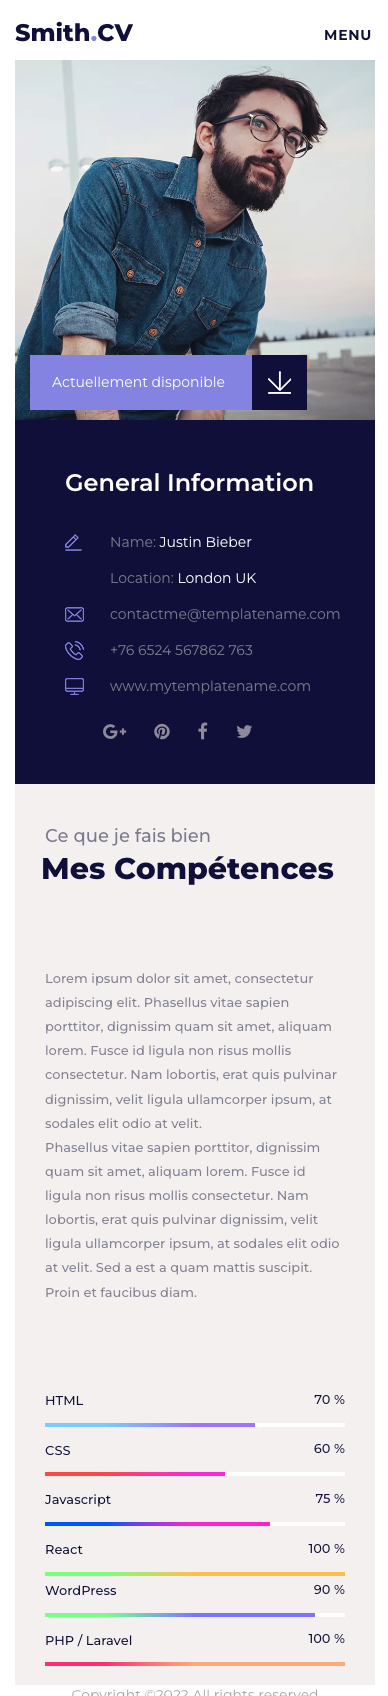 Smith.CV
MENU
Actuellement disponible
General Information
Name: Justin Bieber
Location: London UK
contactme@templatename.com
+76 6524 567862 763
www.mytemplatename.com
G+
Ce que je fais bien
Mes Compétences
Lorem ipsum dolor sit amet, consectetur
adipiscing elit. Phasellus vitae sapien
porttitor, dignissim quam sit amet, aliquam
lorem. Fusce id ligula non risus mollis
consectetur. Nam lobortis, erat quis pulvinar
dignissim, velit ligula ullamcorper ipsum, at
sodales elit odio at velit.
Phasellus vitae sapien porttitor, dignissim
quam sit amet, aliquam lorem. Fusce id
ligula non risus mollis consectetur. Nam
lobortis, erat quis pulvinar dignissim, velit
ligula ullamcorper ipsum, at sodales elit odio
at velit. Sed a est a quam mattis suscipit.
Proin et faucibus diam.
HTML 70 %
CSS 60 %
Javascript 75 %
React 100 %
WordPress 90 %
PHP / Laravel 100 %
Copyright ©2022 All rights reserved